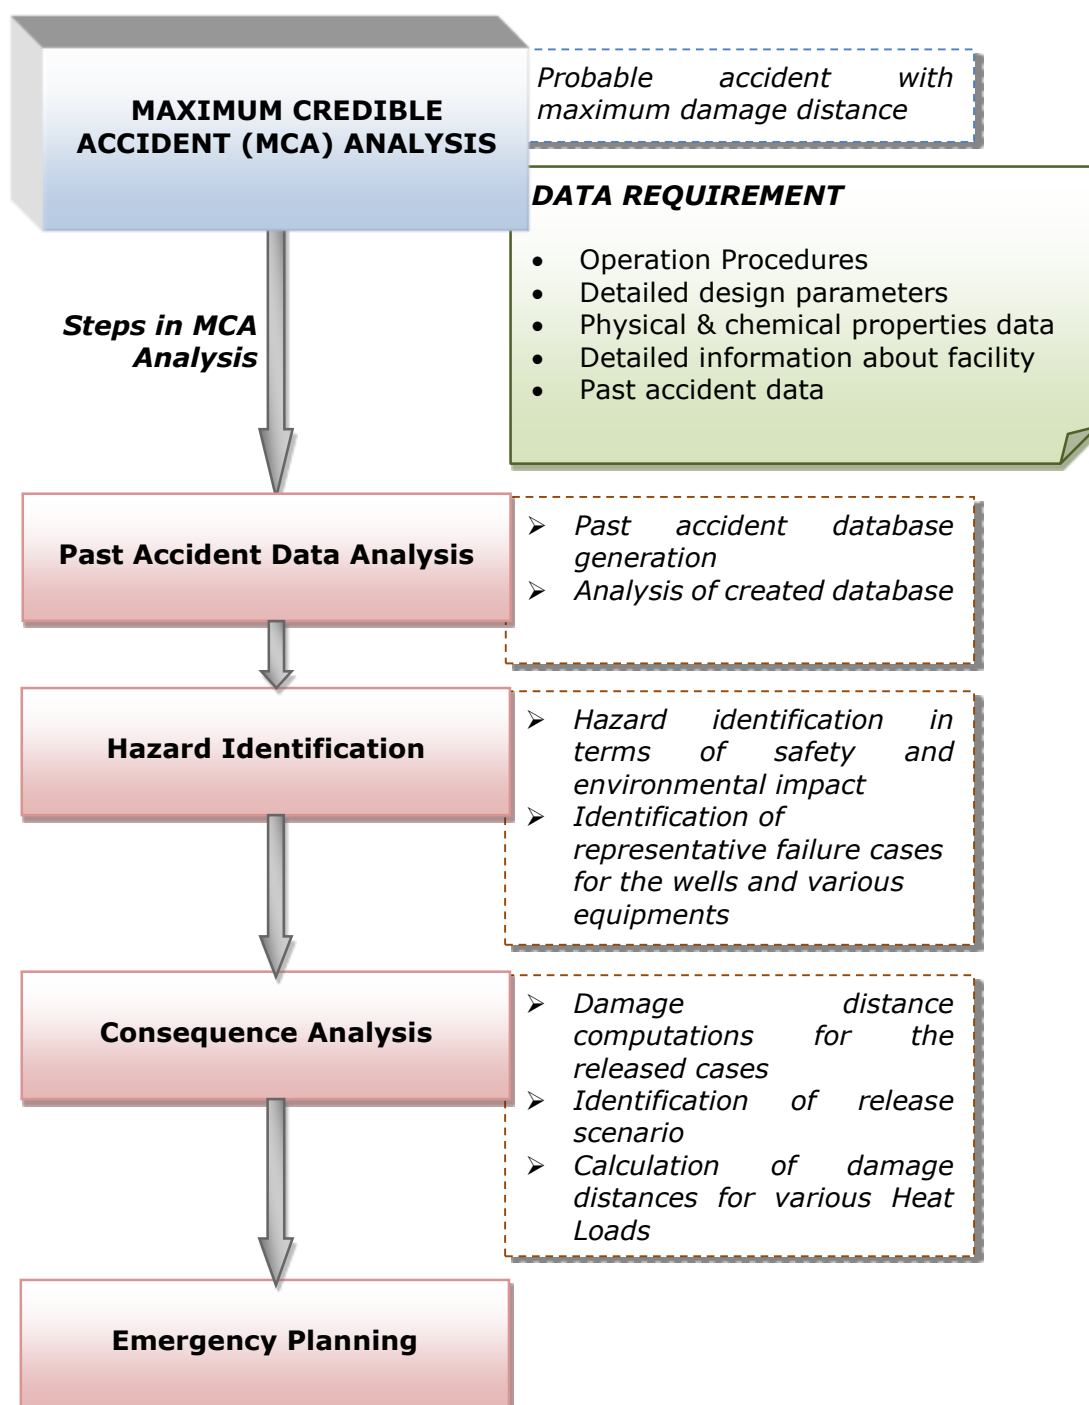 MAXIMUM CREDIBLE
ACCIDENT (MCA) ANALYSIS
Probable accident with
maximum damage distance
DATA REQUIREMENT
• Operation Procedures
• Detailed design parameters
• Physical & chemical properties data
• Detailed information about facility
• Past accident data
Steps in MCA
Analysis
Past Accident Data Analysis
➢ Past accident database
generation
➢ Analysis of created database
Hazard Identification
➢ Hazard identification in
terms of safety and
environmental impact
➢ Identification of
representative failure cases
for the wells and various
equipments
Consequence Analysis
➢ Damage distance
computations for the
released cases
➢ Identification of release
scenario
➢ Calculation of damage
distances for various Heat
Loads
Emergency Planning